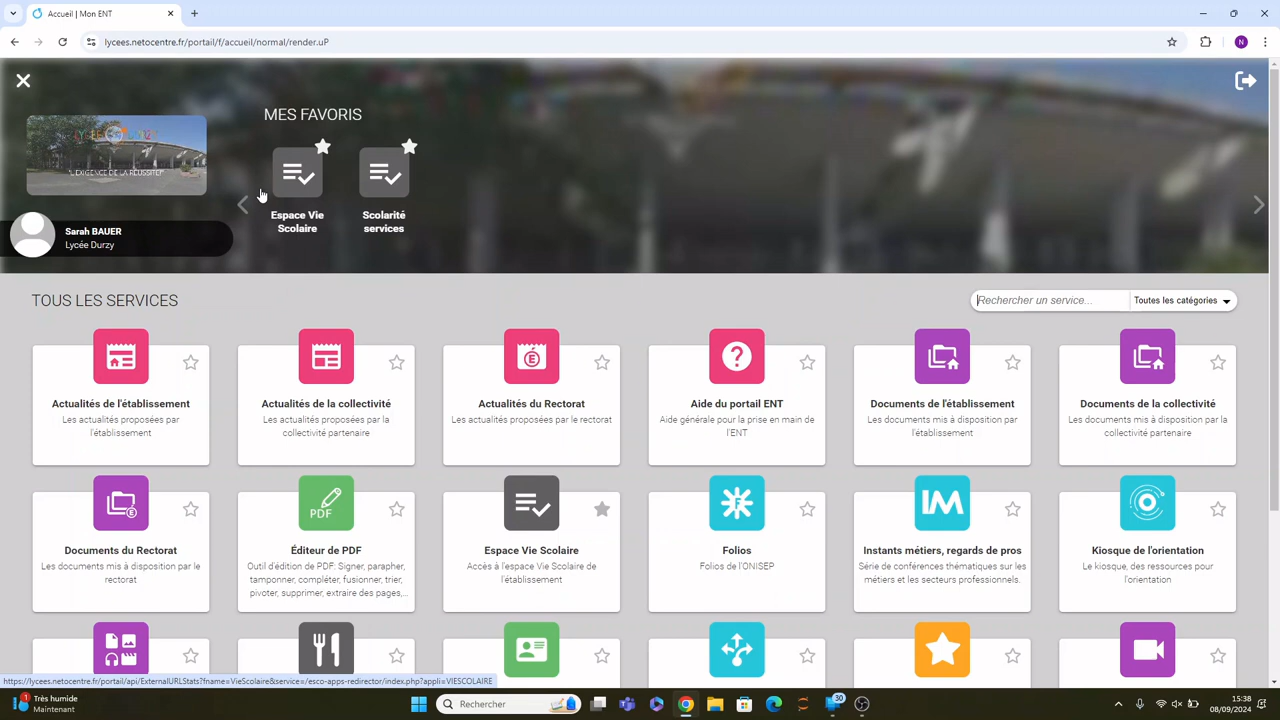 Accueil | Mon ENT
lycees.netocentre.fr/portail/f/accueil/normal/render.uP
N
MES FAVORIS
"L'EXIGENCE DE LA REUSSITE!"
Espace Vie
Scolaire
Scolarité
services
Sarah BAUER
Lycée Durzy
TOUS LES SERVICES
Rechercher un service...
Toutes les catégories
Actualités de l'établissement
Les actualités proposées par
l'établissement
Actualités de la collectivité
Les actualités proposées par la
collectivité partenaire
Actualités du Rectorat
Les actualités proposées par le rectorat
Aide du portail ENT
Aide générale pour la prise en main de
l'ENT
Documents de l'établissement
Les documents mis à disposition par
l'établissement
Documents de la collectivité
Les documents mis à disposition par la
collectivité partenaire
Documents du Rectorat
Les documents mis à disposition par le
rectorat
PDF
Éditeur de PDF
Outil d'édition de PDF: Signer, parapher,
tamponner, compléter, fusionner, trier,
pivoter, supprimer, extraire des pages,...
Espace Vie Scolaire
Accès à l'espace Vie Scolaire de
l'établissement
F
Folios
Folios de l'ONISEP
IM
Instants métiers, regards de pros
Série de conférences thématiques sur les
métiers et les secteurs professionnels.
Kiosque de l'orientation
Le kiosque, des ressources pour
l'orientation
https://lycees.netocentre.fr/portail/api/ExternalURLStats?fname=VieScolaire&service=/esco-apps-redirector/index.php?appli=VIESCOLAIRE
1
Très humide
Maintenant
Rechercher
30
15:38
08/09/2024